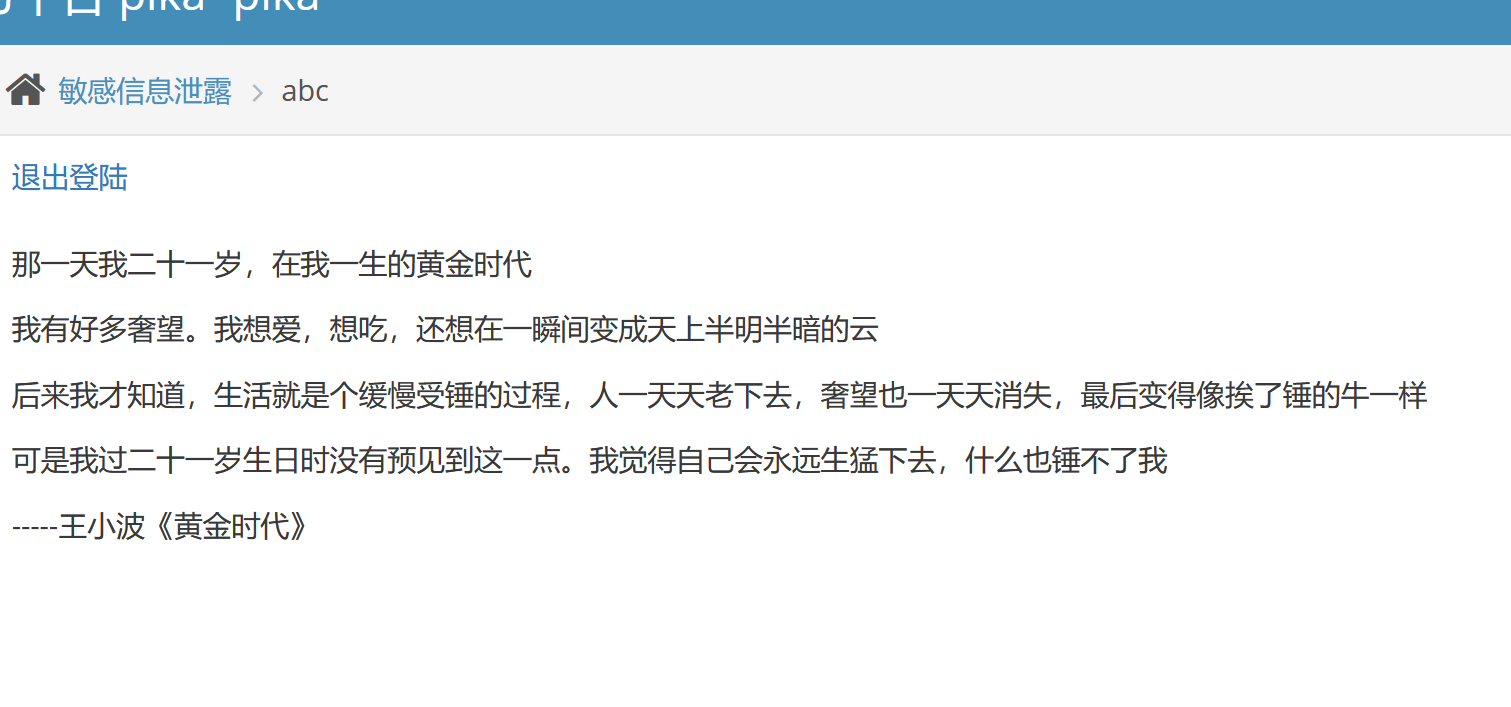 pika~pika
敏感信息泄露 > abc
退出登陆
那一天我二十一岁，在我一生的黄金时代
我有好多奢望。我想爱，想吃，还想在一瞬间变成天上半明半暗的云
后来我才知道，生活就是个缓慢受锤的过程，人一天天老下去，奢望也一天天消失，最后变得像挨了锤的牛一样
可是我过二十一岁生日时没有预见到这一点。我觉得自己会永远生猛下去，什么也锤不了我
-----王小波《黄金时代》